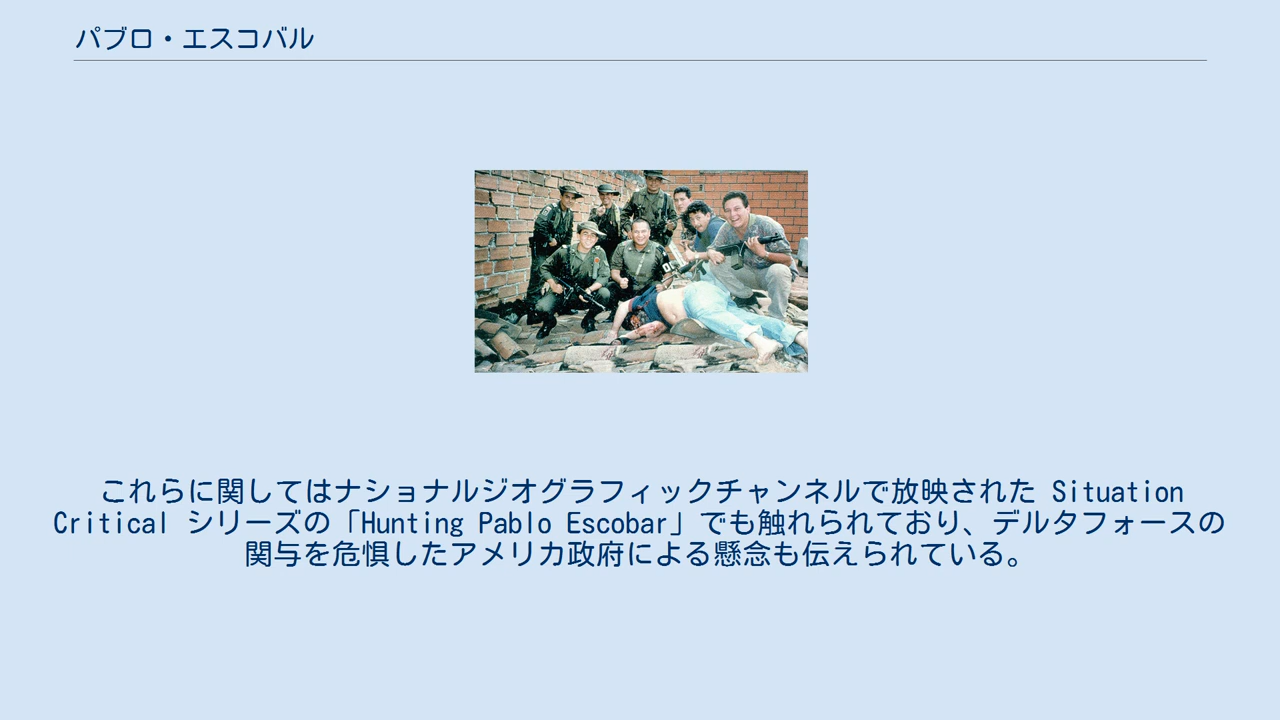 パブロ・エスコバル
これらに関してはナショナルジオグラフィックチャンネルで放映された Situation
Critical シリーズの「Hunting Pablo Escobar」でも触れられており、デルタフォースの
関与を危惧したアメリカ政府による懸念も伝えられている。